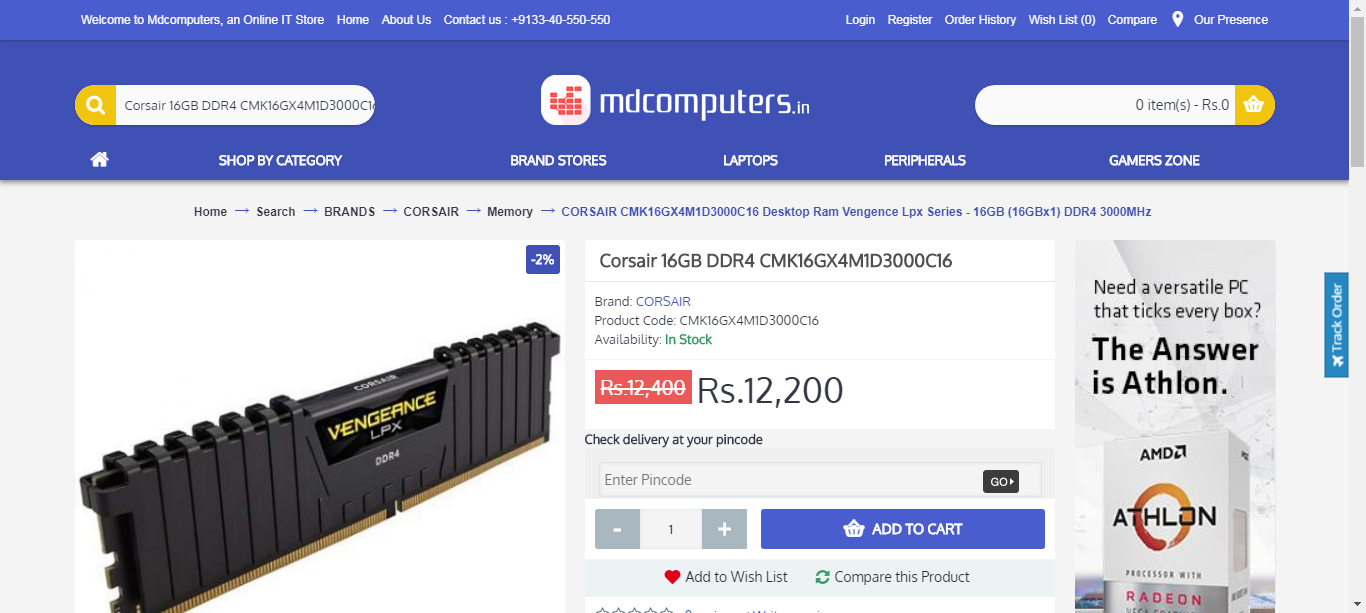 Welcome to Mdcomputers, an Online IT Store Home About Us Contact us : +9133-40-550-550
Login Register Order History Wish List (0) Compare Our Presence
Corsair 16GB DDR4 CMK16GX4M1D3000C16
mdcomputers.in
0 item(s) - Rs.0
SHOP BY CATEGORY BRAND STORES LAPTOPS PERIPHERALS GAMERS ZONE
Home → Search → BRANDS → CORSAIR → Memory → CORSAIR CMK16GX4M1D3000C16 Desktop Ram Vengence Lpx Series - 16GB (16GBx1) DDR4 3000MHz
-2%
CORSAIR
VENGEANCE
LPX
DDR4
Corsair 16GB DDR4 CMK16GX4M1D3000C16
Brand: CORSAIR
Product Code: CMK16GX4M1D3000C16
Availability: In Stock
Rs.12,400 Rs.12,200
Check delivery at your pincode
Enter Pincode GO
- 1 + ADD TO CART
Add to Wish List Compare this Product
Need a versatile PC
that ticks every box?
The Answer
is Athlon.
AMD
ATHLON
PROCESSOR WITH
RADEON
Track Order